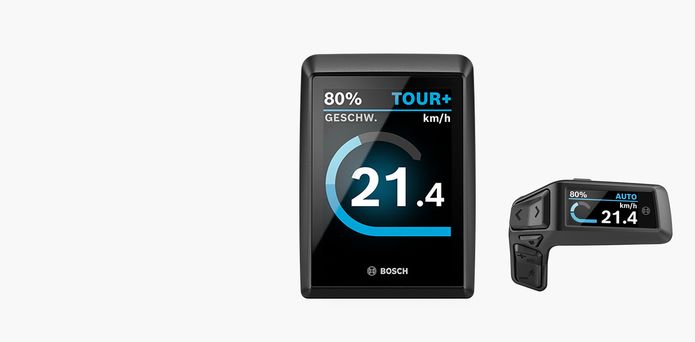 80% TOUR+
GESCHW. km/h
21.4
BOSCH
80% AUTO
km/h
21.4